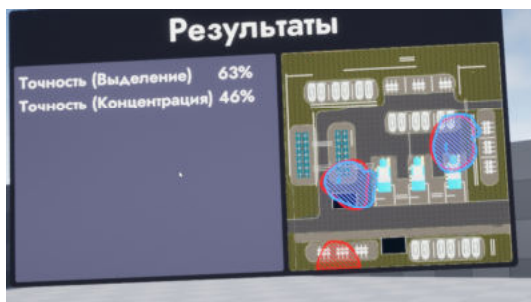 Результаты
Точность (Выделение) 63%
Точность (Концентрация) 46%